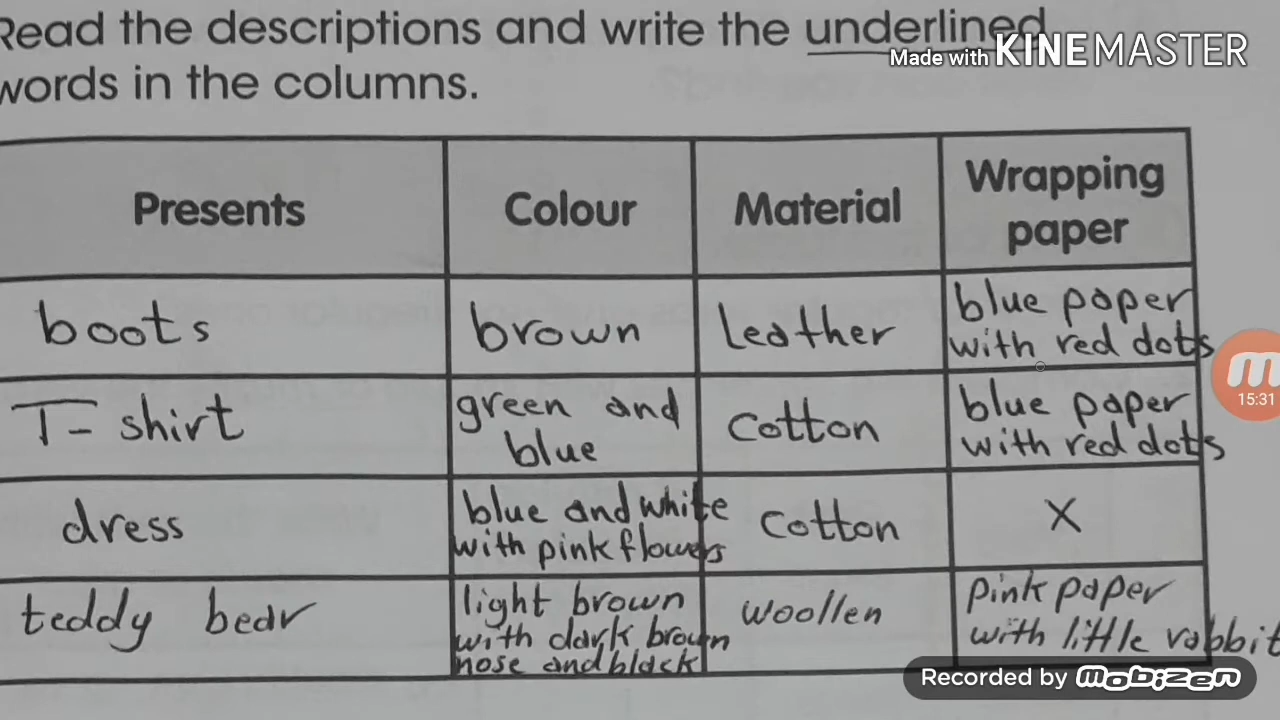 Read the descriptions and write the underlined
words in the columns.
Made with KINEMASTER
Presents
Colour
Material
Wrapping
paper
boots
brown
leather
blue paper
with red dots
T- shirt
green and
blue
cotton
blue paper
with red dots
15:31
dress
blue and white
with pink flowers
cotton
X
teddy bear
light brown
with dark brown
nose and black
woollen
pink paper
with little rabbit
Recorded by mobizen